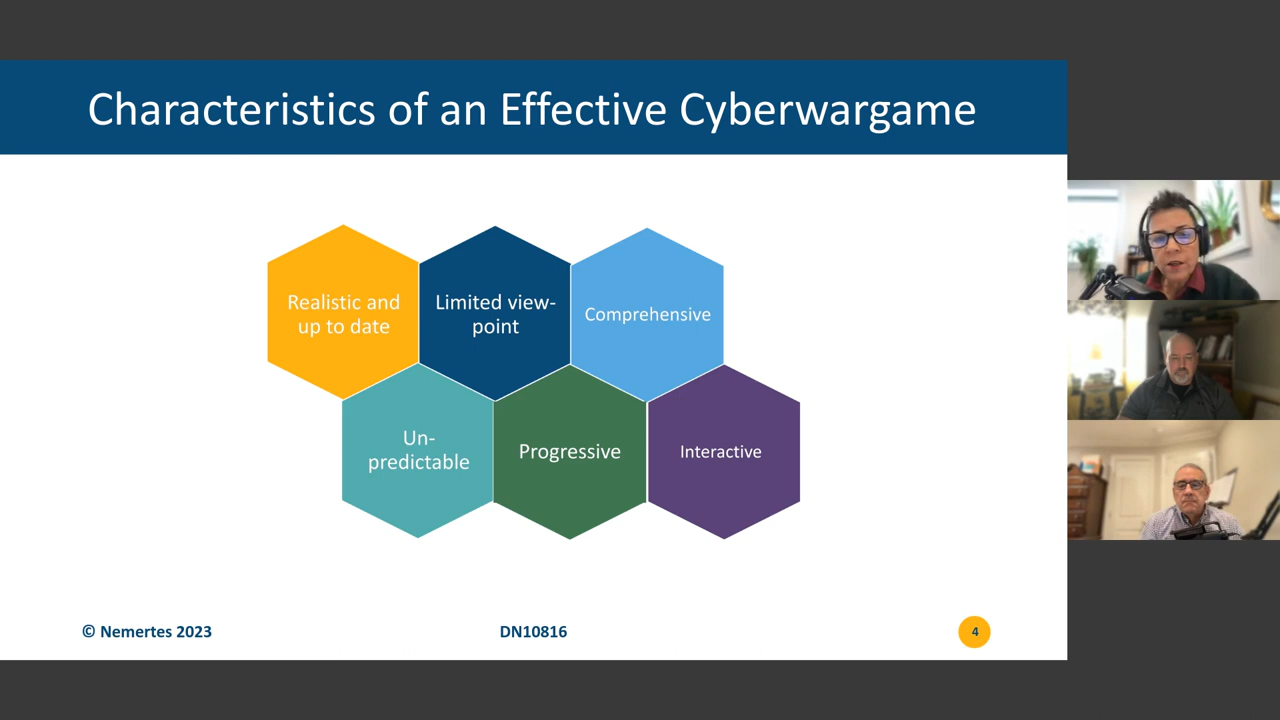 Characteristics of an Effective Cyberwargame
Realistic and
up to date
Limited view-
point
Comprehensive
Un-
predictable
Progressive
Interactive
© Nemertes 2023
DN10816
4